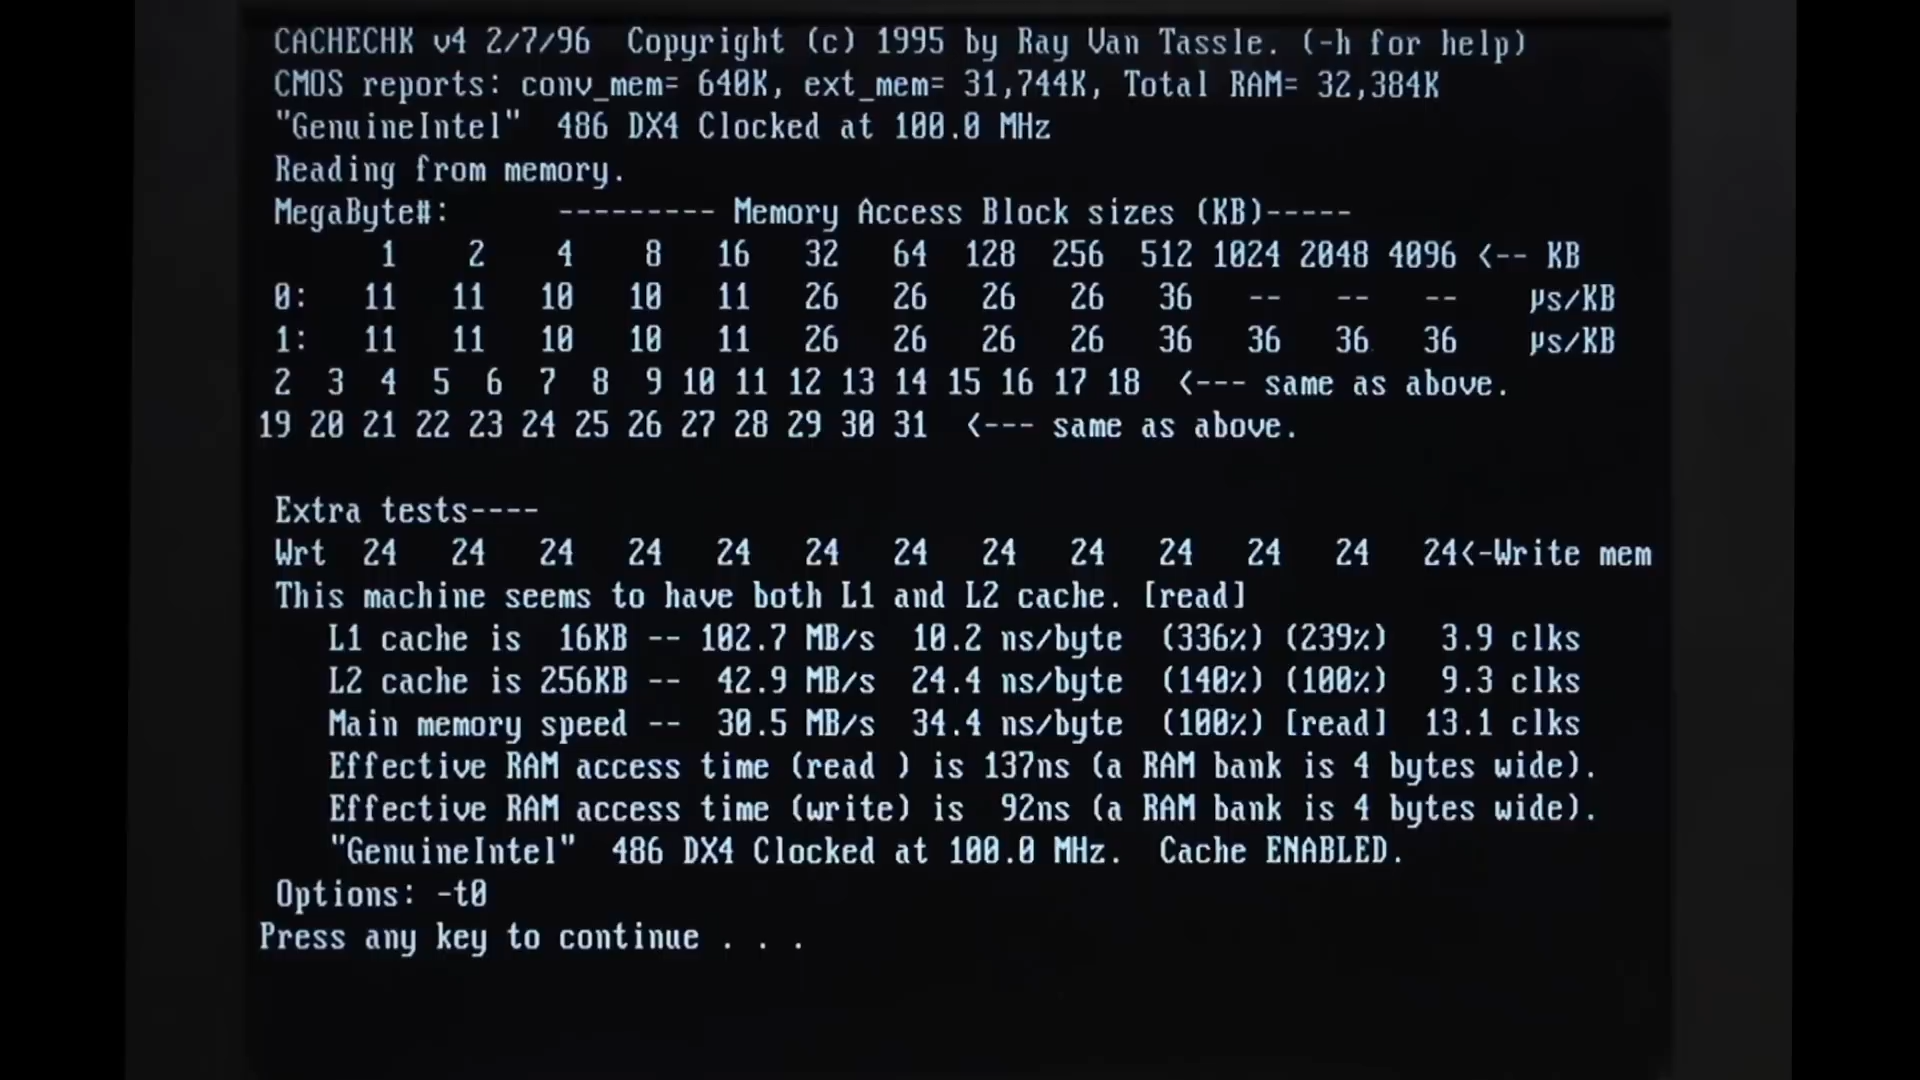 CACHECHK v4 2/7/96  Copyright (c) 1995 by Ray Van Tassle. (-h for help)
CMOS reports: conv_mem= 640K, ext_mem= 31,744K, Total RAM= 32,384K
"GenuineIntel"  486 DX4 Clocked at 100.0 MHz
Reading from memory.
MegaByte#:      --------- Memory Access Block sizes (KB)-----
      1    2    4    8   16   32   64  128  256  512 1024 2048 4096 <-- KB
0:   11   11   10   10   11   26   26   26   26   36   --   --   --    µs/KB
1:   11   11   10   10   11   26   26   26   26   36   36   36   36    µs/KB
2  3  4  5  6  7  8  9 10 11 12 13 14 15 16 17 18  <--- same as above.
19 20 21 22 23 24 25 26 27 28 29 30 31  <--- same as above.
Extra tests----
Wrt  24   24   24   24   24   24   24   24   24   24   24   24   24<-Write mem
This machine seems to have both L1 and L2 cache. [read]
L1 cache is  16KB -- 102.7 MB/s  10.2 ns/byte  (336%) (239%)   3.9 clks
L2 cache is 256KB --  42.9 MB/s  24.4 ns/byte  (140%) (100%)   9.3 clks
Main memory speed --  30.5 MB/s  34.4 ns/byte  (100%) [read]  13.1 clks
Effective RAM access time (read ) is 137ns (a RAM bank is 4 bytes wide).
Effective RAM access time (write) is  92ns (a RAM bank is 4 bytes wide).
"GenuineIntel"  486 DX4 Clocked at 100.0 MHz.  Cache ENABLED.
Options: -t0
Press any key to continue . . .